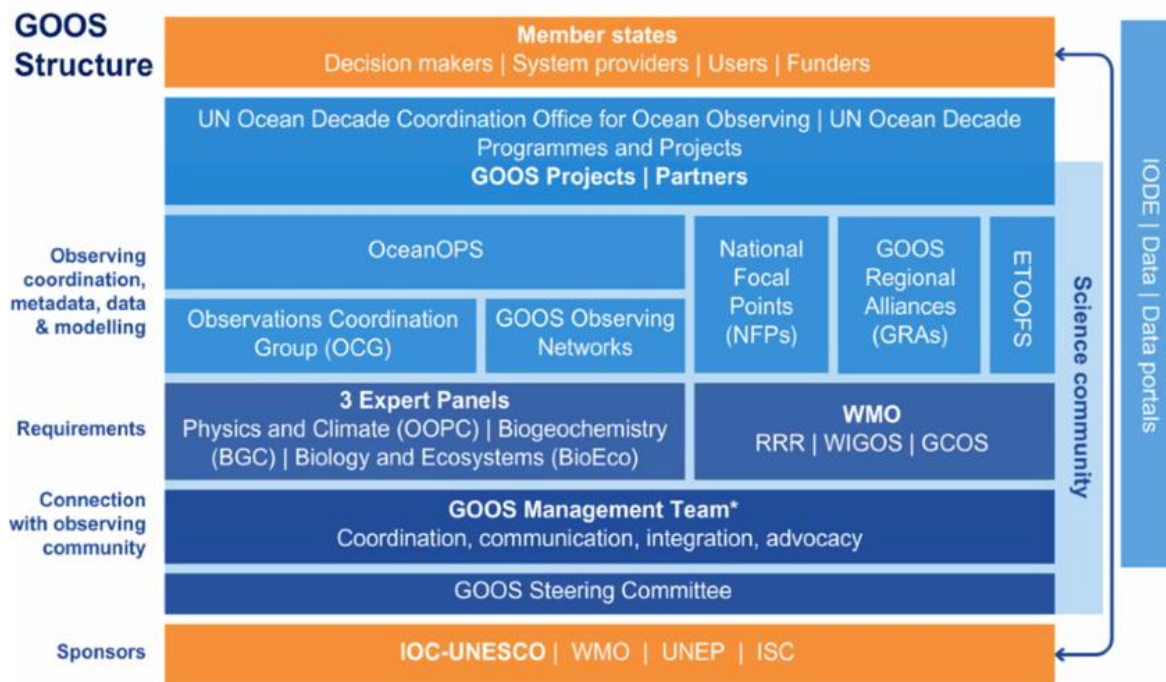 GOOS
Structure
Member states
Decision makers | System providers | Users | Funders
UN Ocean Decade Coordination Office for Ocean Observing | UN Ocean Decade
Programmes and Projects
GOOS Projects | Partners
Observing
coordination,
metadata, data
& modelling
OceanOPS
Observations Coordination
Group (OCG)
GOOS Observing
Networks
National
Focal
Points
(NFPs)
GOOS
Regional
Alliances
(GRAs)
ETOOFS
Requirements
3 Expert Panels
Physics and Climate (OOPC) | Biogeochemistry
(BGC) | Biology and Ecosystems (BioEco)
WMO
RRR | WIGOS | GCOS
Connection
with observing
community
GOOS Management Team*
Coordination, communication, integration, advocacy
GOOS Steering Committee
Sponsors
IOC-UNESCO | WMO | UNEP | ISC
Science community
IODE | Data | Data portals